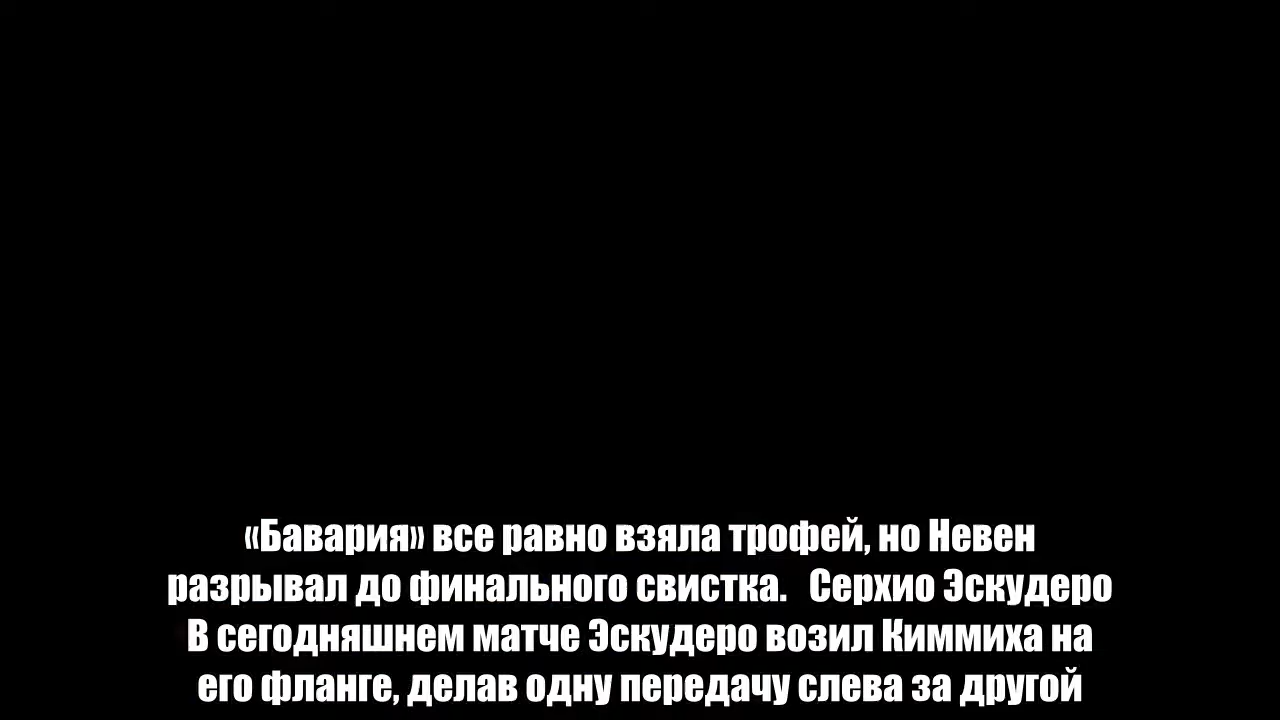 «Бавария» все равно взяла трофей, но Невен
разрывал до финального свистка.   Серхио Эскудеро
В сегодняшнем матче Эскудеро возил Киммиха на
его фланге, делав одну передачу слева за другой